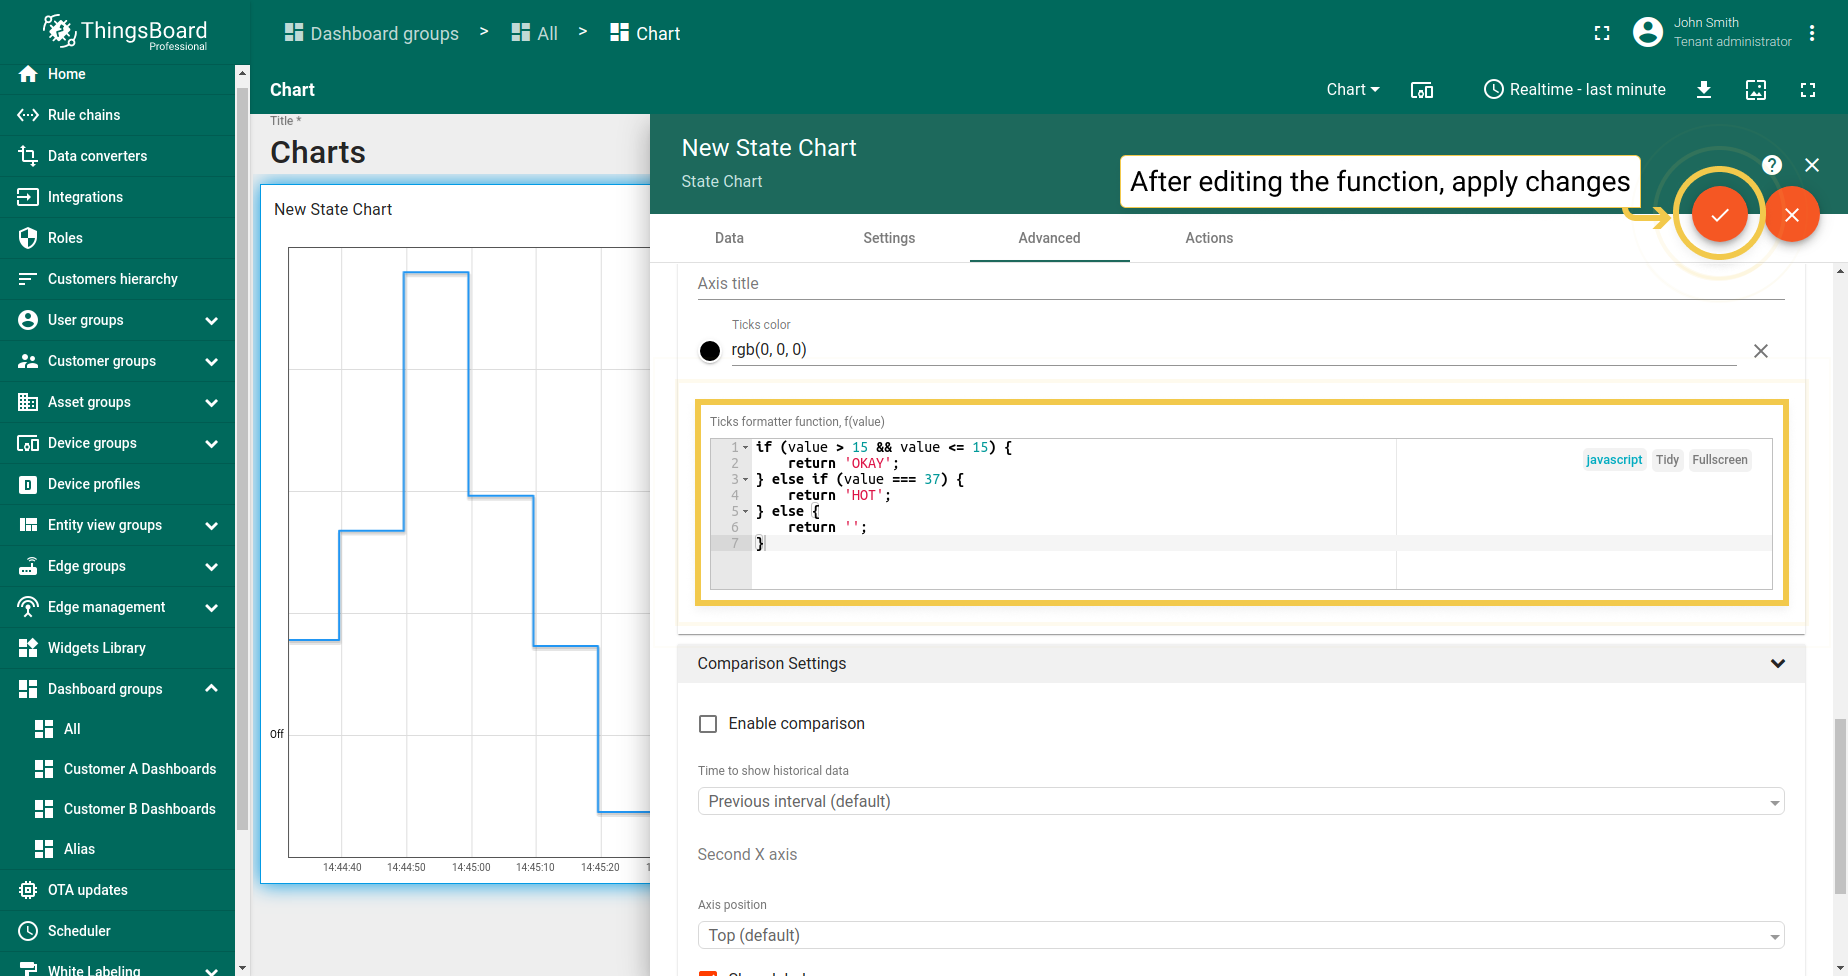 ThingsBoard
Professional
Dashboard groups > All > Chart
John Smith
Tenant administrator
Home
Rule chains
Data converters
Integrations
Roles
Customers hierarchy
User groups
Customer groups
Asset groups
Device groups
Device profiles
Entity view groups
Edge groups
Edge management
Widgets Library
Dashboard groups
All
Customer A Dashboards
Customer B Dashboards
Alias
OTA updates
Scheduler
White Labeling
Chart
Chart
Realtime - last minute
Title *
Charts
New State Chart
Off
14:44:40 14:44:50 14:45:00 14:45:10 14:45:20
New State Chart
State Chart
After editing the function, apply changes
Data Settings Advanced Actions
Axis title
Ticks color
rgb(0, 0, 0)
Ticks formatter function, f(value)
1 if (value > 15 && value <= 15) {
2 return 'OKAY';
3 } else if (value === 37) {
4 return 'HOT';
5 } else {
6 return '';
7 }
javascript Tidy Fullscreen
Comparison Settings
Enable comparison
Time to show historical data
Previous interval (default)
Second X axis
Axis position
Top (default)